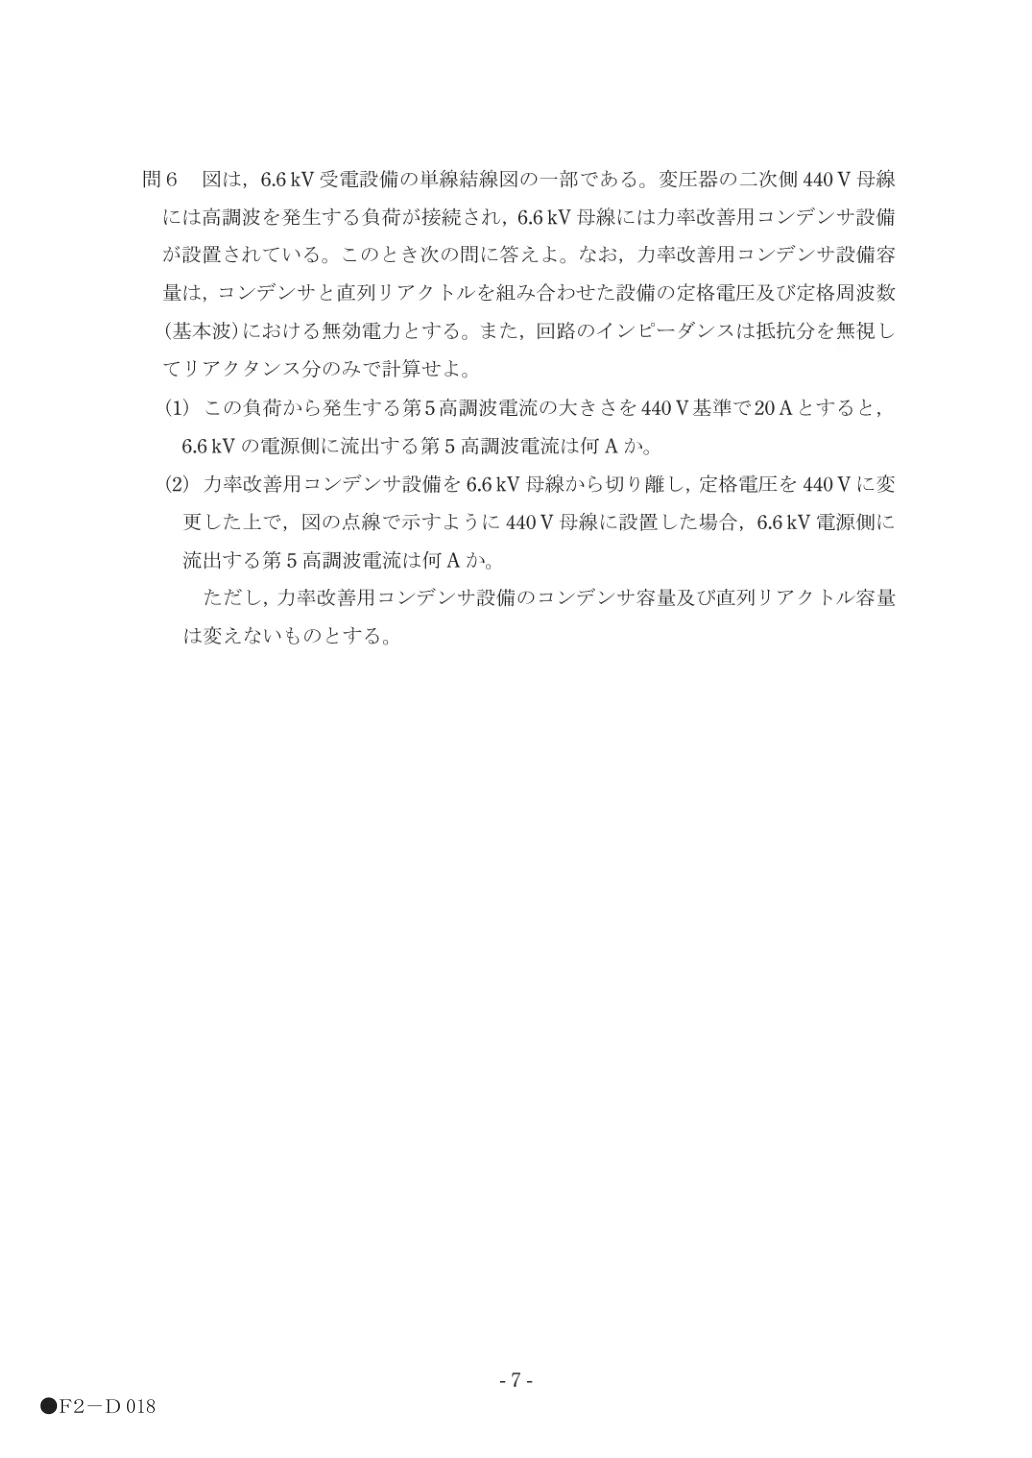 問６　図は，6.6 kV 受電設備の単線結線図の一部である。変圧器の二次側 440 V 母線
には高調波を発生する負荷が接続され，6.6 kV 母線には力率改善用コンデンサ設備
が設置されている。このとき次の問に答えよ。なお，力率改善用コンデンサ設備容
量は，コンデンサと直列リアクトルを組み合わせた設備の定格電圧及び定格周波数
（基本波）における無効電力とする。また，回路のインピーダンスは抵抗分を無視し
てリアクタンス分のみで計算せよ。
(1)　この負荷から発生する第５高調波電流の大きさを 440 V 基準で 20 A とすると，
6.6 kV の電源側に流出する第 5 高調波電流は何 A か。
(2)　力率改善用コンデンサ設備を 6.6 kV 母線から切り離し，定格電圧を 440 V に変
更した上で，図の点線で示すように 440 V 母線に設置した場合，6.6 kV 電源側に
流出する第 5 高調波電流は何 A か。
ただし，力率改善用コンデンサ設備のコンデンサ容量及び直列リアクトル容量
は変えないものとする。
- 7 -
●F2－D 018